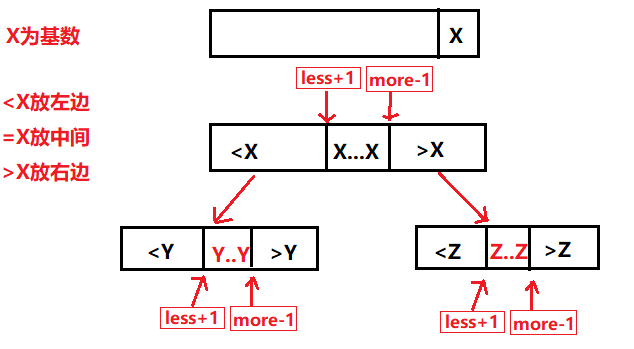 X为基数
X
less+1
more-1
<X放左边
=X放中间
>X放右边
<X
X...X
>X
<Y
Y..Y
>Y
<Z
Z..Z
>Z
less+1
more-1
less+1
more-1